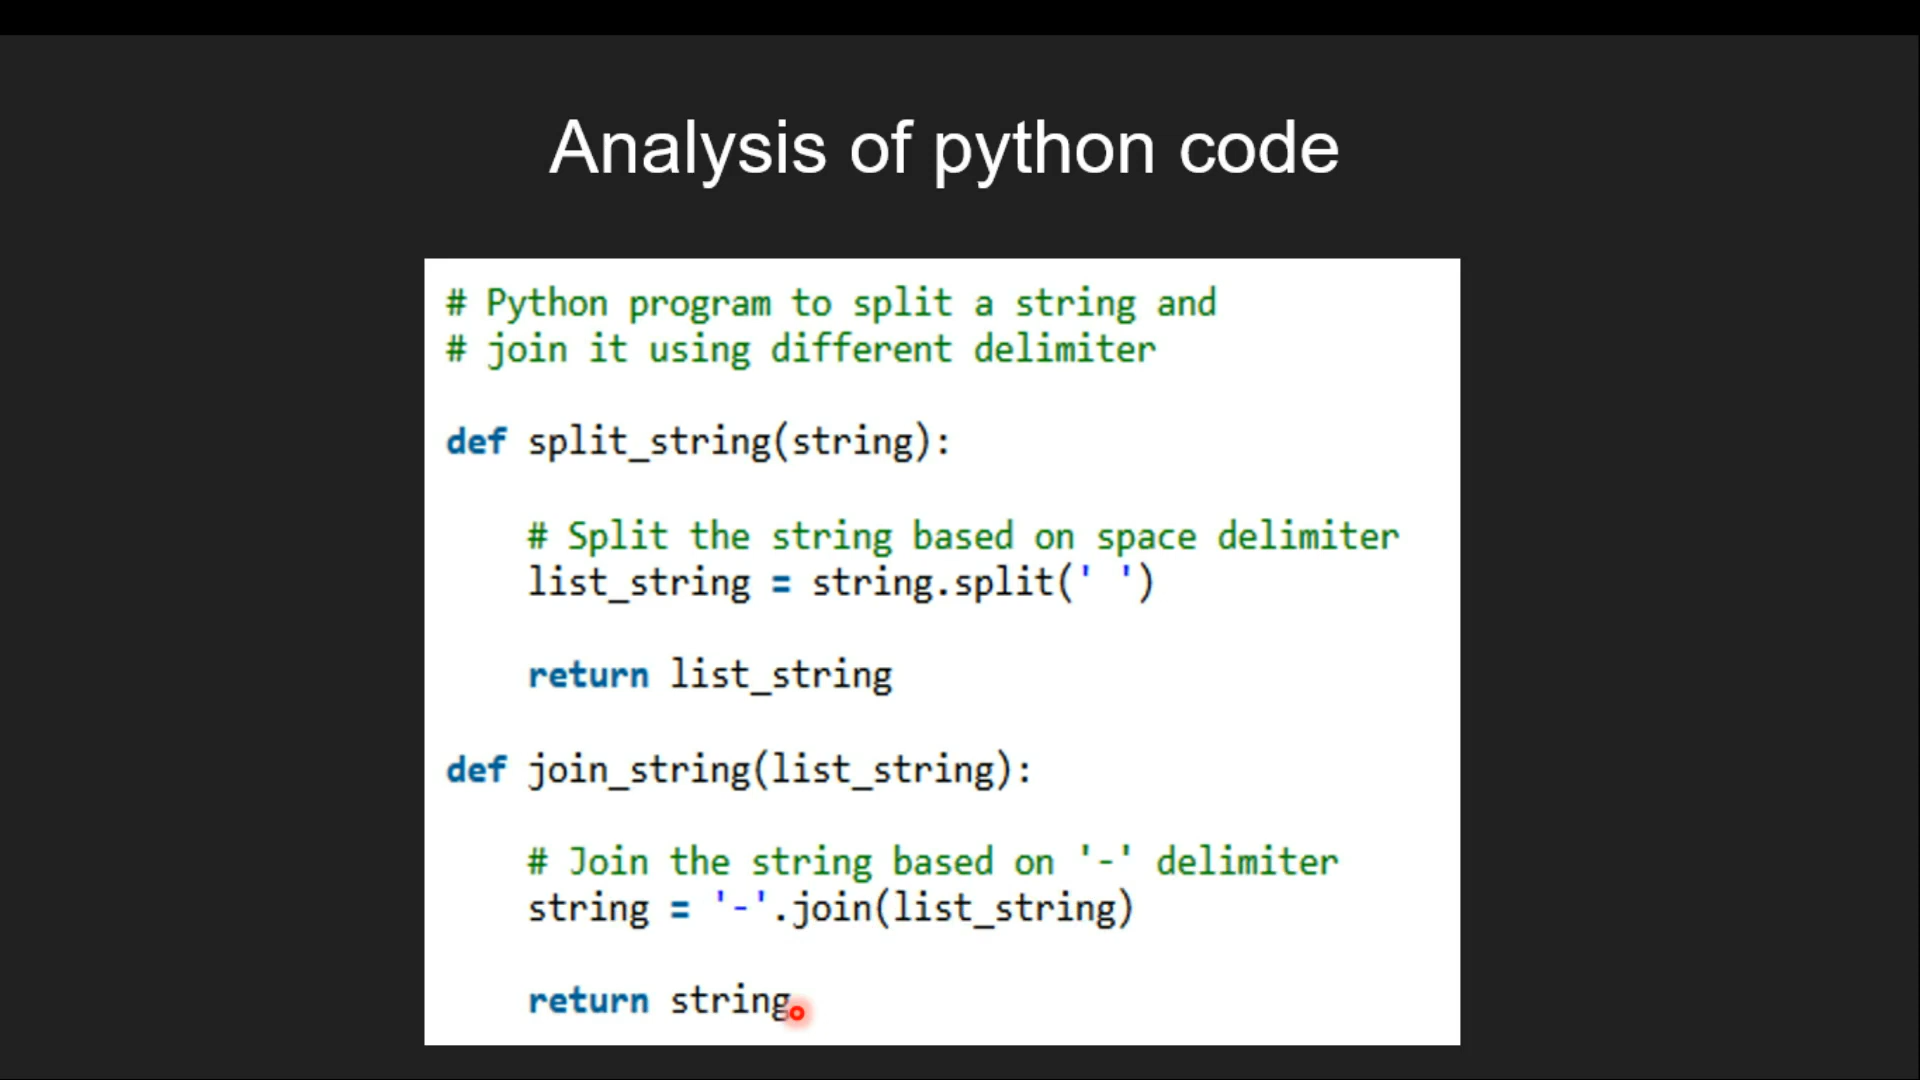 Analysis of python code
# Python program to split a string and
# join it using different delimiter
def split_string(string):
# Split the string based on space delimiter
list_string = string.split(' ')
return list_string
def join_string(list_string):
# Join the string based on '-' delimiter
string = '-'.join(list_string)
return string